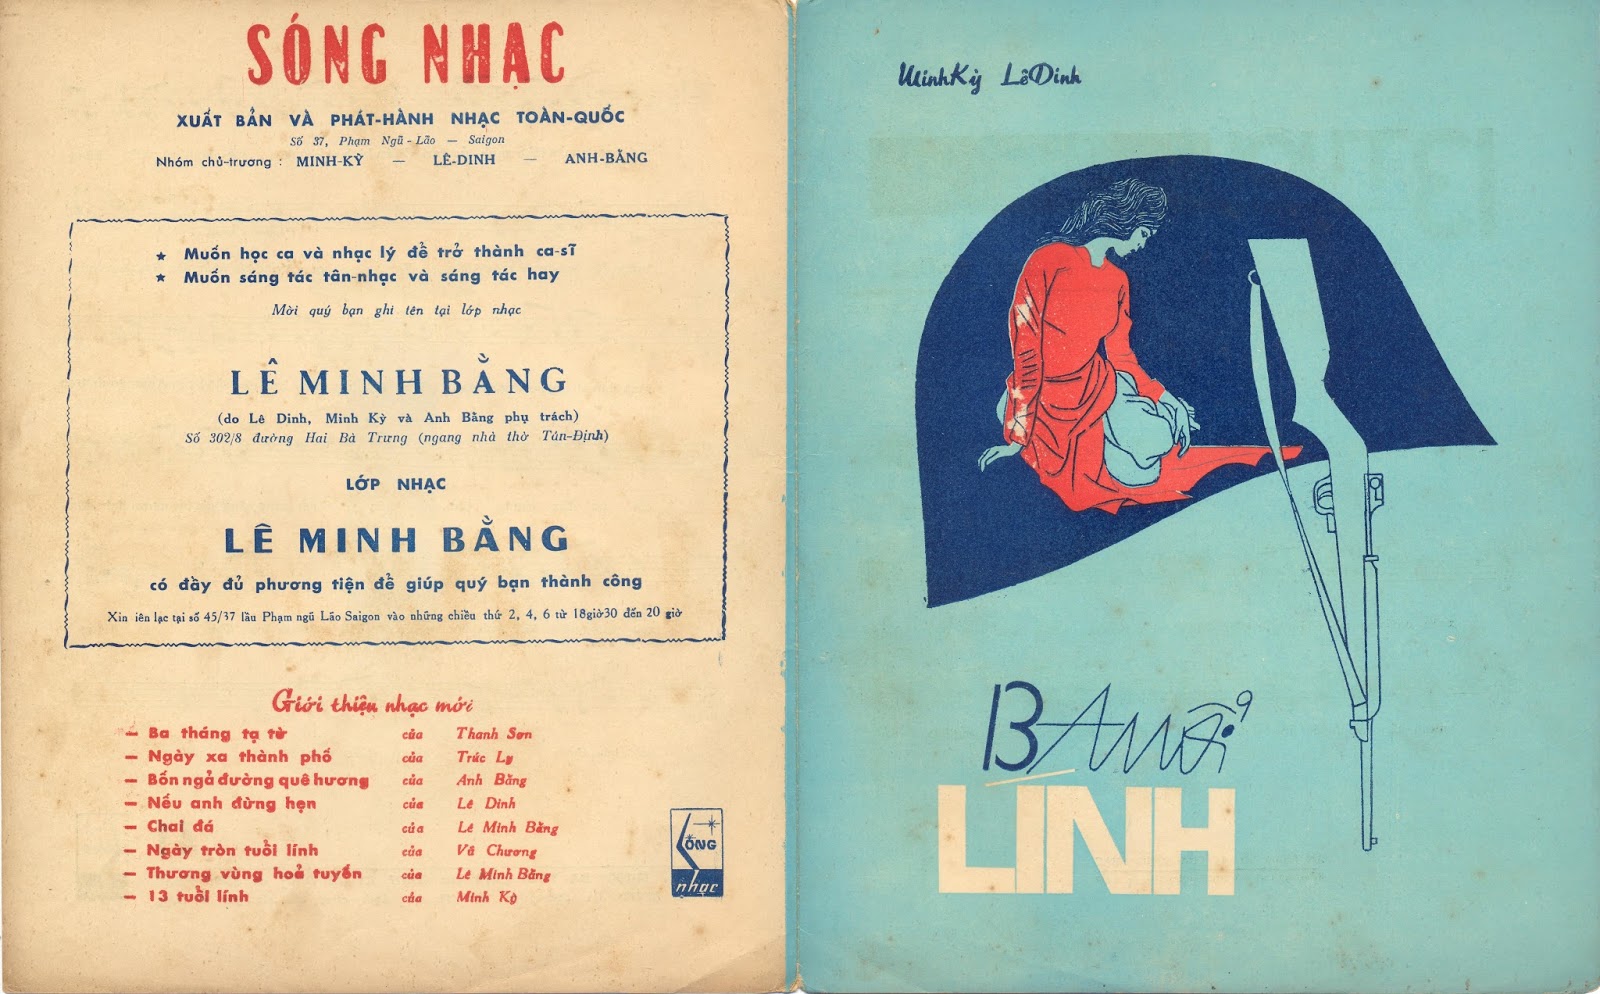 SÓNG NHẠC
XUẤT BẢN VÀ PHÁT-HÀNH NHẠC TOÀN-QUỐC
Số 37, Phạm Ngũ-Lão — Saigon
Nhóm chủ-trương : MINH-KỲ — LÊ-DINH — ANH-BẰNG
★ Muốn học ca và nhạc lý để trở thành ca-sĩ
★ Muốn sáng tác tân-nhạc và sáng tác hay
Mời quý bạn ghi tên tại lớp nhạc
LÊ MINH BẰNG
(do Lê Dinh, Minh Kỳ và Anh Bằng phụ trách)
Số 302/8 đường Hai Bà Trưng (ngang nhà thờ Tân-Định)
LỚP NHẠC
LÊ MINH BẰNG
có đầy đủ phương tiện để giúp quý bạn thành công
Xin iên lạc tại số 45/37 lầu Phạm ngũ Lão Saigon vào những chiều thứ 2, 4, 6 từ 18giờ30 đến 20 giờ
Giới thiệu nhạc mới
— Ba tháng tạ từ của Thanh Sơn
— Ngày xa thành phố của Trúc Ly
— Bốn ngả đường quê hương của Anh Bằng
— Nếu anh đừng hẹn của Lê Dinh
— Chai đá của Lê Minh Bằng
— Ngày tròn tuổi lính của Vũ Chương
— Thương vùng hoả tuyến của Lê Minh Bằng
— 13 tuổi lính của Minh Kỳ
SÓNG
nhạc
Minh Kỳ Lê Dinh
13 A
LÍNH